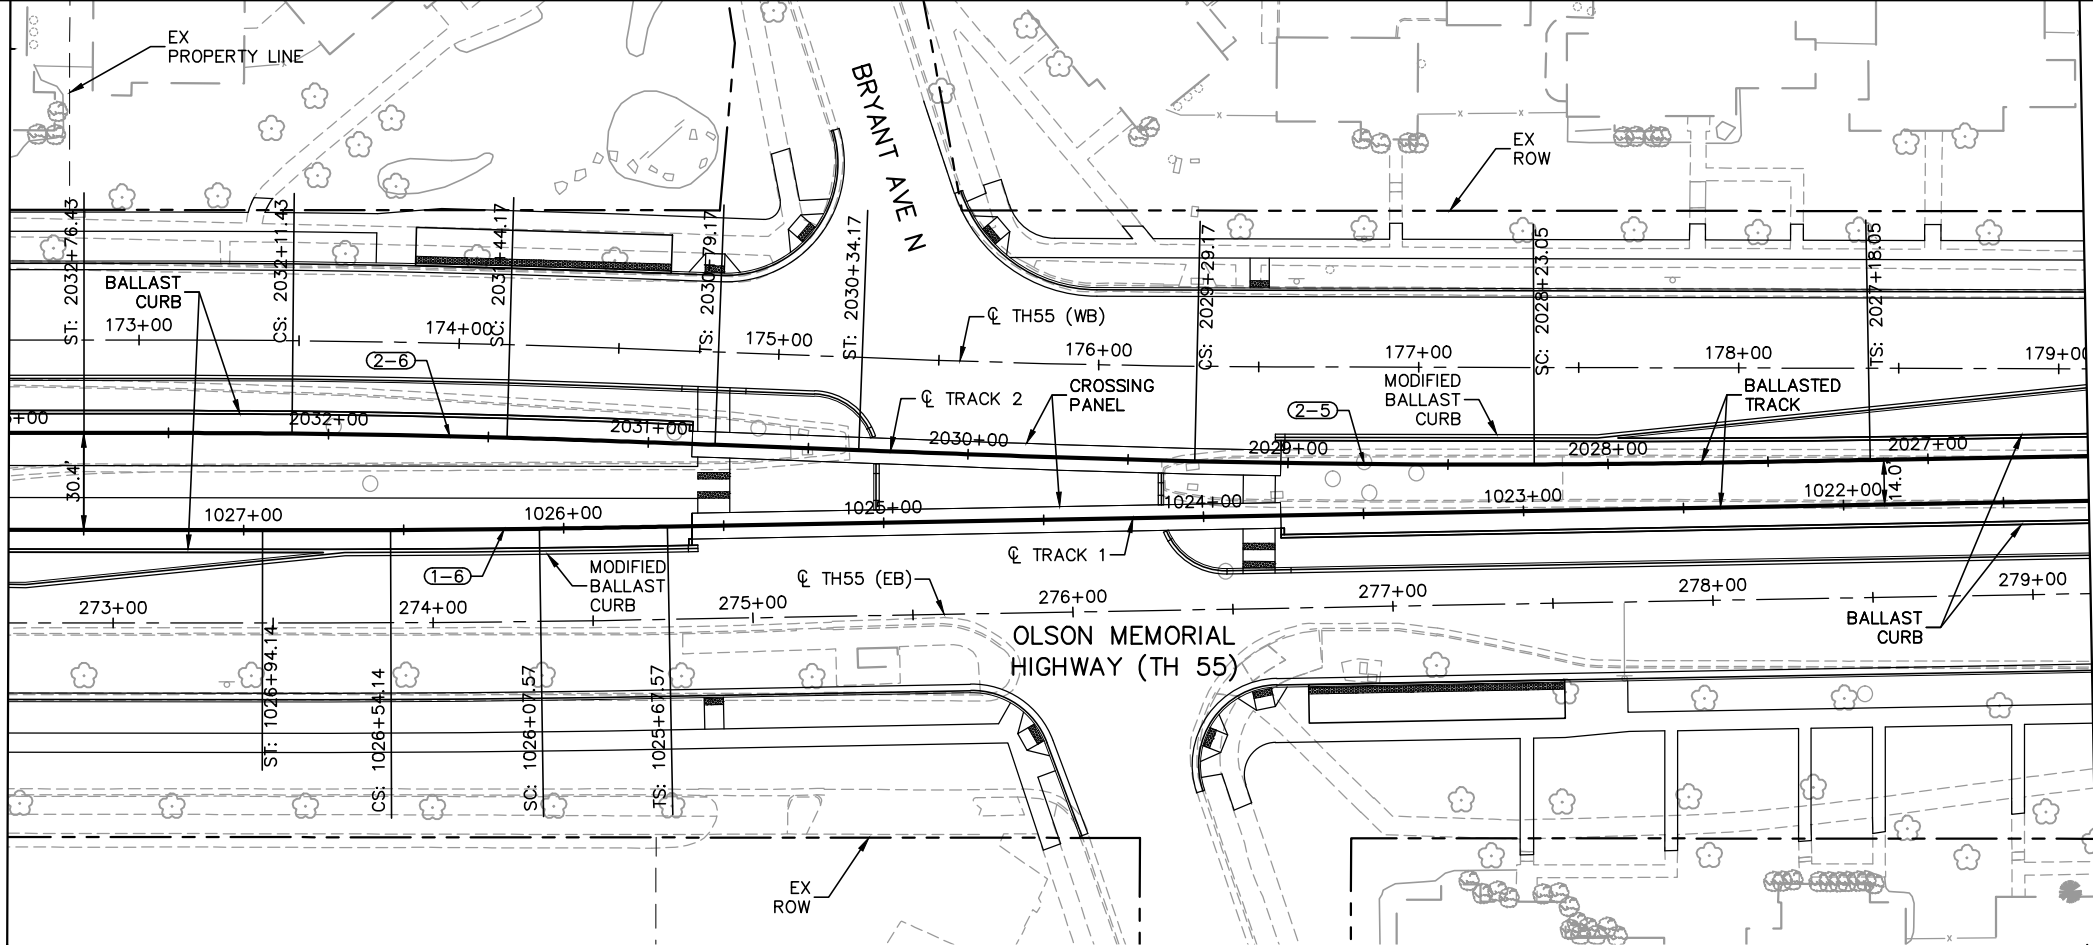 EX
PROPERTY LINE
BRYANT AVE N
EX
ROW
ST: 2032+76.43
CS: 2032+11.43
SC: 2031+44.17
TS: 2030+79.17
ST: 2030+34.17
CS: 2029+29.17
SC: 2028+23.05
TS: 2027+18.05
BALLAST
CURB
173+00
174+00
175+00
176+00
177+00
178+00
179+00
℄ TH55 (WB)
2-6
℄ TRACK 2
CROSSING
PANEL
2-5
MODIFIED
BALLAST
CURB
BALLASTED
TRACK
+00
2032+00
2031+00
2030+00
2029+00
2028+00
2027+00
30.4'
14.0'
1027+00
1026+00
1025+00
1024+00
1023+00
1022+00
℄ TRACK 1
1-6
MODIFIED
BALLAST
CURB
℄ TH55 (EB)
273+00
274+00
275+00
276+00
277+00
278+00
279+00
BALLAST
CURB
OLSON MEMORIAL
HIGHWAY (TH 55)
ST: 1026+94.14
CS: 1026+54.14
SC: 1026+07.57
TS: 1025+67.57
EX
ROW